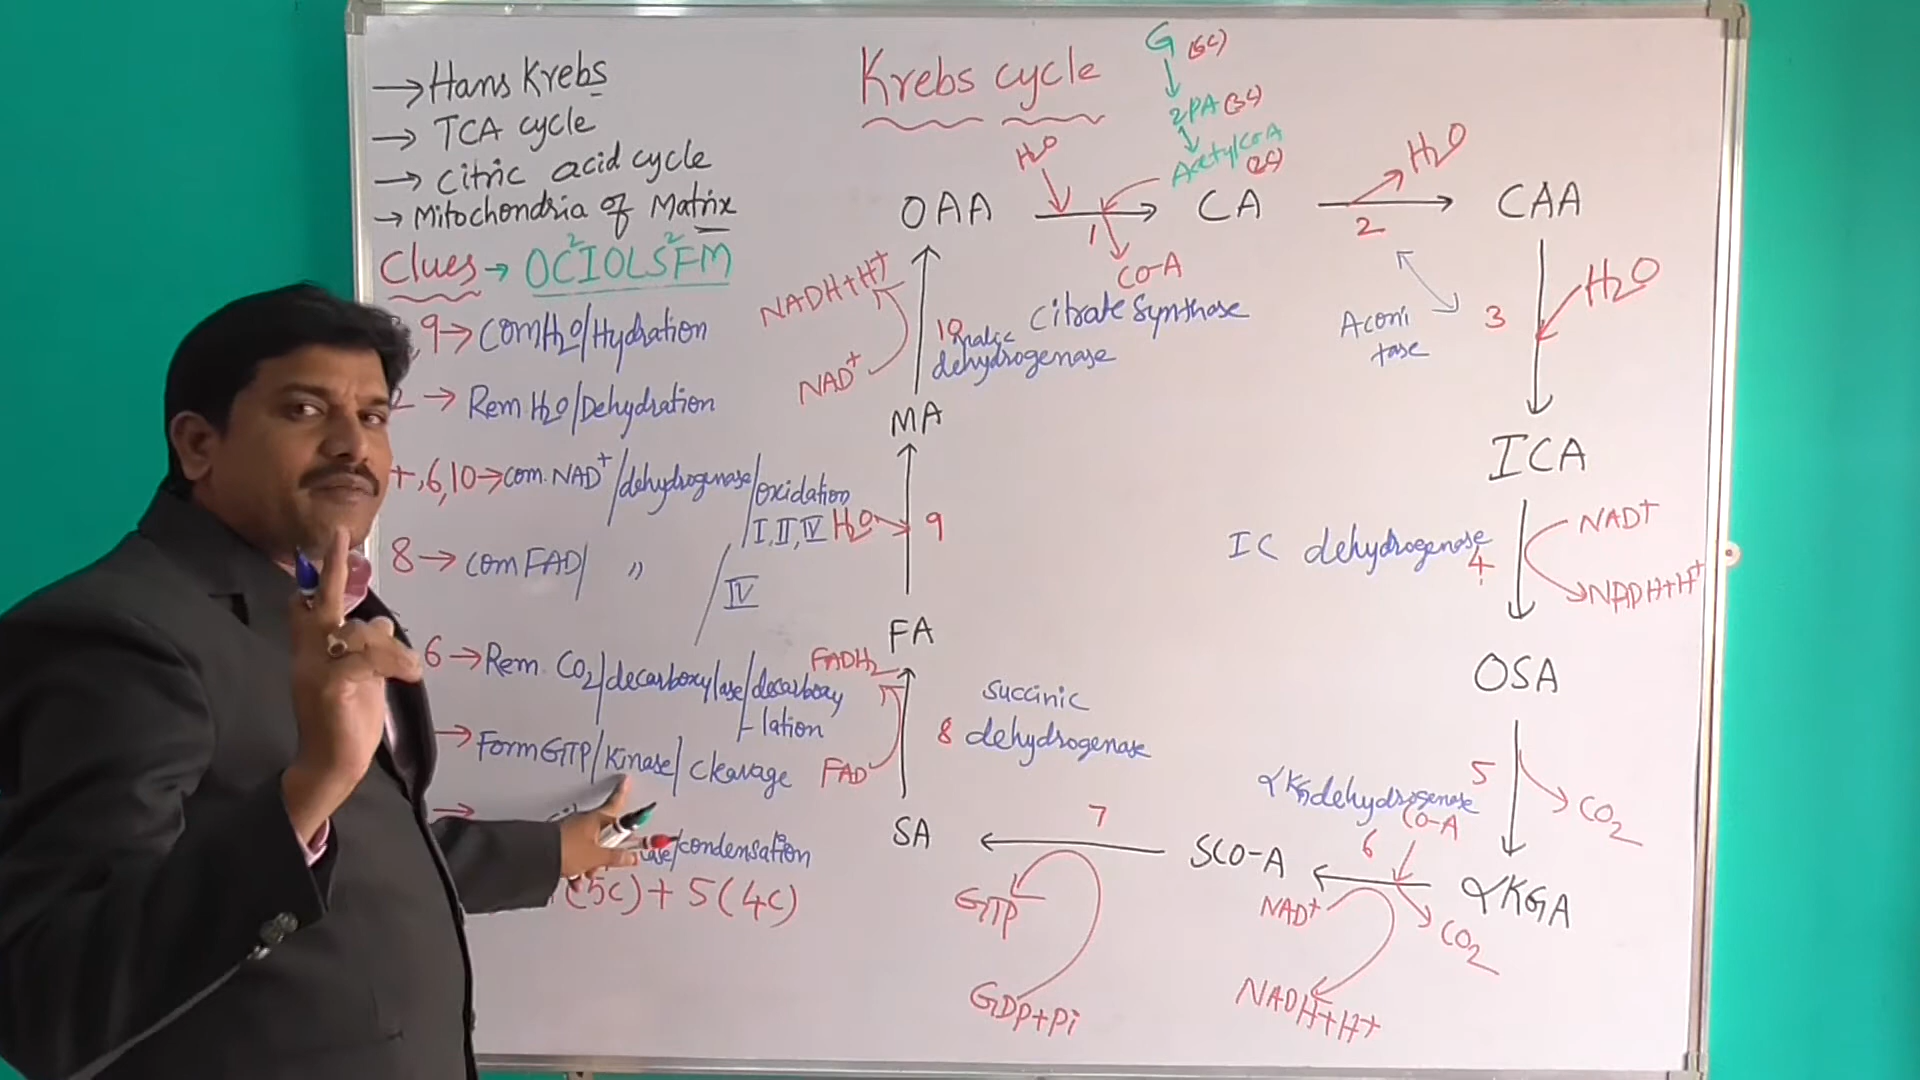 → Hans Krebs
→ TCA cycle
→ Citric acid cycle
→ Mitochondria of Matrix
Clues → OC²IOLS²FM
,9 → com H₂O/Hydration
2 → Rem H₂O/Dehydration
4,6,10 → com. NAD⁺/dehydrogenase/oxidation
I, II, IV
8 → com FAD/ " /
IV
6 → Rem. CO₂/decarboxylase/decarboxy
lation
→ Form GTP/Kinase/Cleavage
→
/condensation
(5C) + 5(4C)
Krebs cycle
G (6C)
2PA (3C)
Acetyl CoA
(2C)
H₂O
OAA
1
CO-A
Citrate Synthase
CA
H₂O
2
CAA
Aconi
tase
3
H₂O
ICA
IC dehydrogenase
4
NAD+
NADH+H+
OSA
5
CO₂
αKG dehydrogenase
αKGA
CO-A
6
NAD+
CO₂
NADH+H+
SCO-A
7
GTP
GDP+Pi
SA
Succinic
8 dehydrogenase
FADH₂
FAD
FA
H₂O
9
MA
10 malic
dehydrogenase
NADH+H⁺
NAD⁺